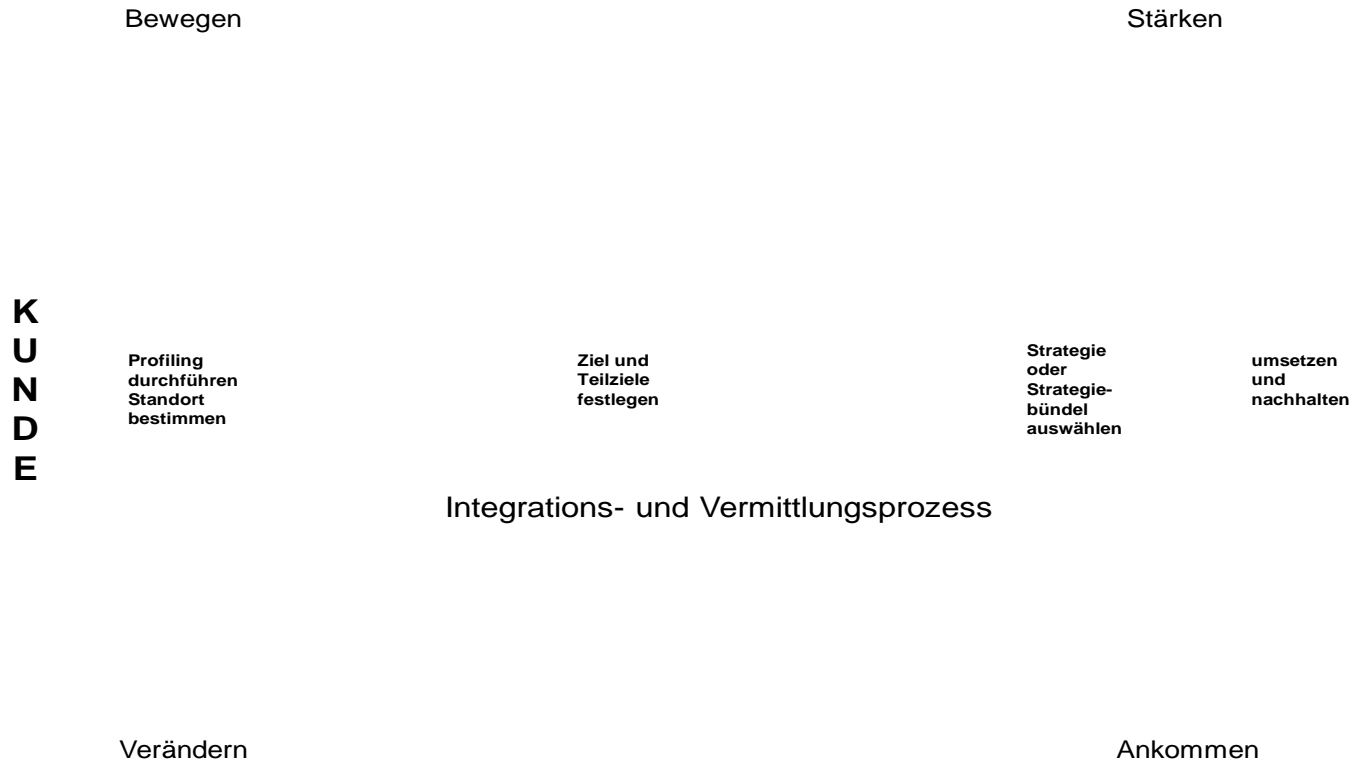 Bewegen
Stärken
K
U
N
D
E
Profiling
durchführen
Standort
bestimmen
Ziel und
Teilziele
festlegen
Strategie
oder
Strategie-
bündel
auswählen
umsetzen
und
nachhalten
Integrations- und Vermittlungsprozess
Verändern
Ankommen